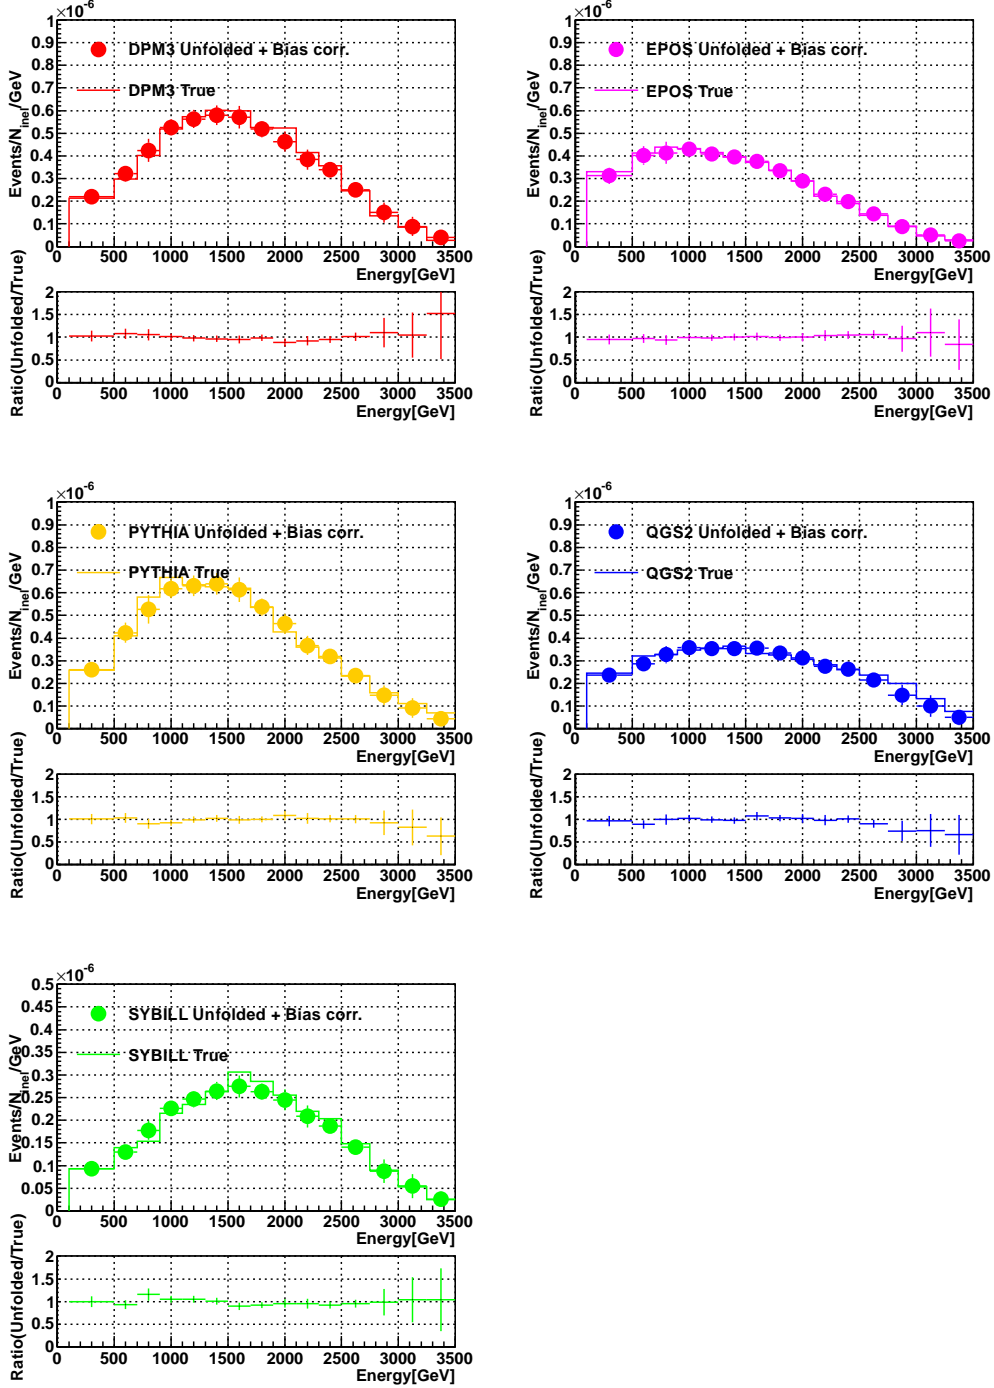 ×10⁻⁶
1
0.9
0.8
0.7
0.6
0.5
0.4
0.3
0.2
0.1
0
Events/N_inel/GeV
DPM3 Unfolded + Bias corr.
DPM3 True
0 500 1000 1500 2000 2500 3000 3500
Energy[GeV]
2
1.5
1
0.5
0
Ratio(Unfolded/True)
0 500 1000 1500 2000 2500 3000 3500
Energy[GeV]
×10⁻⁶
1
0.9
0.8
0.7
0.6
0.5
0.4
0.3
0.2
0.1
0
Events/N_inel/GeV
EPOS Unfolded + Bias corr.
EPOS True
0 500 1000 1500 2000 2500 3000 3500
Energy[GeV]
2
1.5
1
0.5
0
Ratio(Unfolded/True)
0 500 1000 1500 2000 2500 3000 3500
Energy[GeV]
×10⁻⁶
1
0.9
0.8
0.7
0.6
0.5
0.4
0.3
0.2
0.1
0
Events/N_inel/GeV
PYTHIA Unfolded + Bias corr.
PYTHIA True
0 500 1000 1500 2000 2500 3000 3500
Energy[GeV]
2
1.5
1
0.5
0
Ratio(Unfolded/True)
0 500 1000 1500 2000 2500 3000 3500
Energy[GeV]
×10⁻⁶
1
0.9
0.8
0.7
0.6
0.5
0.4
0.3
0.2
0.1
0
Events/N_inel/GeV
QGS2 Unfolded + Bias corr.
QGS2 True
0 500 1000 1500 2000 2500 3000 3500
Energy[GeV]
2
1.5
1
0.5
0
Ratio(Unfolded/True)
0 500 1000 1500 2000 2500 3000 3500
Energy[GeV]
×10⁻⁶
0.5
0.45
0.4
0.35
0.3
0.25
0.2
0.15
0.1
0.05
0
Events/N_inel/GeV
SYBILL Unfolded + Bias corr.
SYBILL True
0 500 1000 1500 2000 2500 3000 3500
Energy[GeV]
2
1.5
1
0.5
0
Ratio(Unfolded/True)
0 500 1000 1500 2000 2500 3000 3500
Energy[GeV]